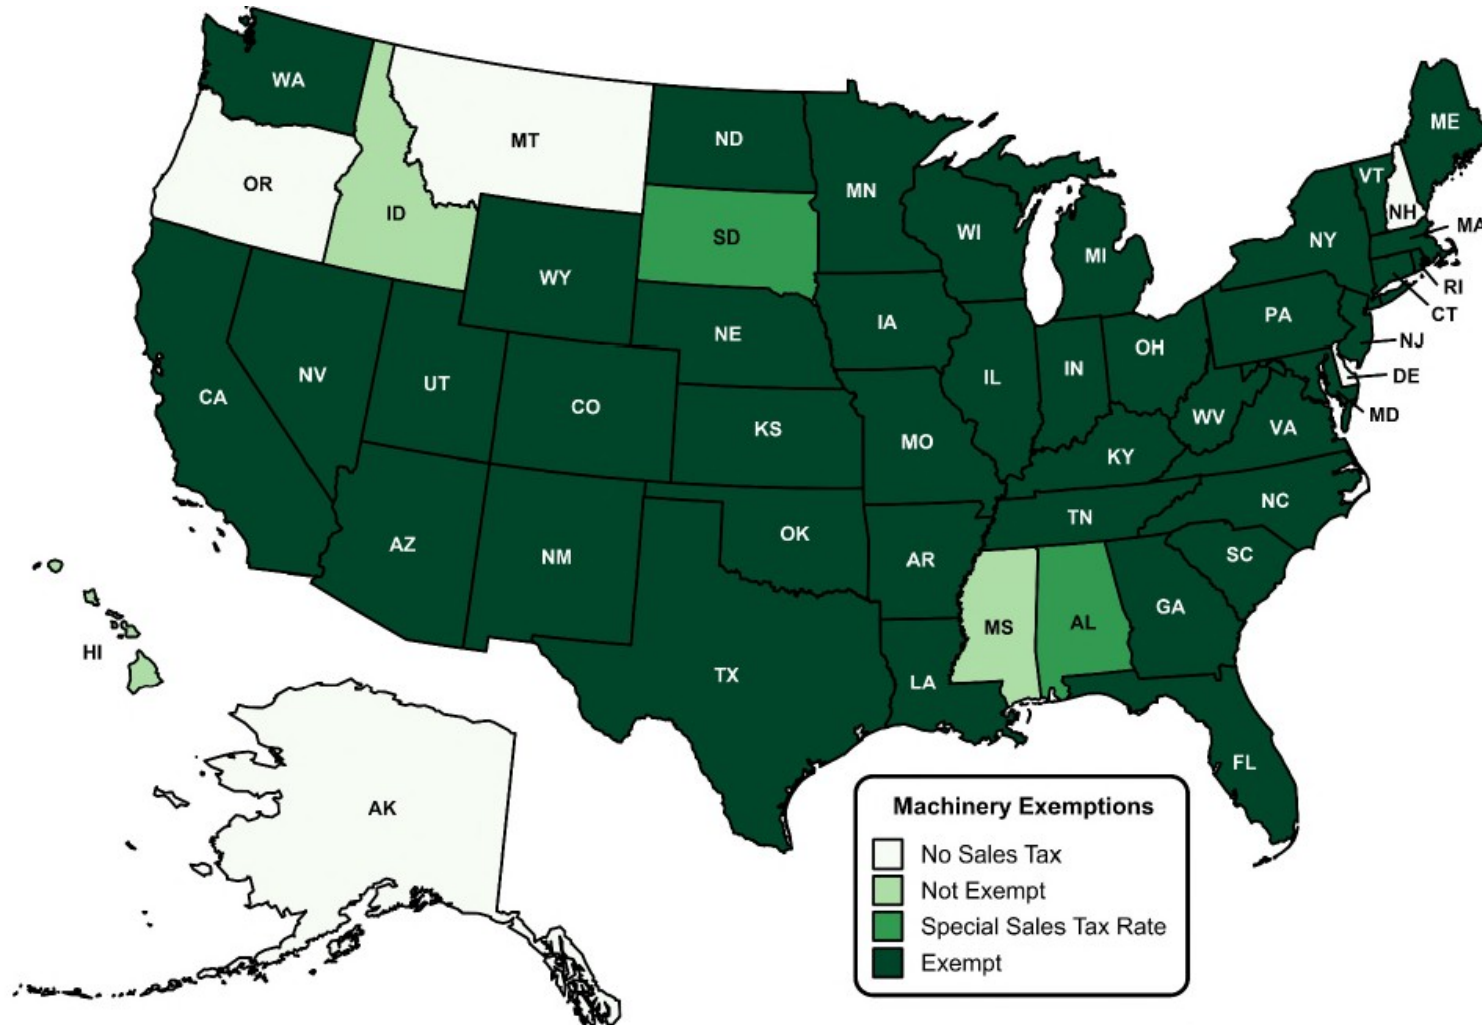 WA
MT
ND
MN
ME
VT
NH
OR
ID
SD
WI
MI
NY
MA
RI
CT
WY
NE
IA
PA
NJ
DE
MD
OH
IN
IL
NV
UT
CO
CA
KS
MO
WV
VA
KY
NC
TN
SC
AZ
NM
OK
AR
GA
MS
AL
HI
TX
LA
FL
AK
Machinery Exemptions
No Sales Tax
Not Exempt
Special Sales Tax Rate
Exempt